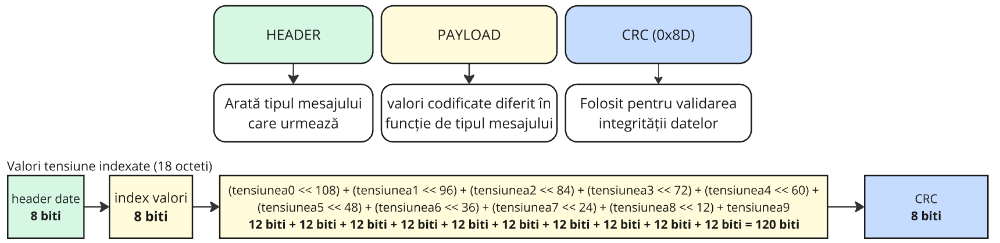 HEADER
PAYLOAD
CRC (0x8D)
Arată tipul mesajului
care urmează
valori codificate diferit în
funcție de tipul mesajului
Folosit pentru validarea
integrității datelor
Valori tensiune indexate (18 octeti)
header date
8 biti
index valori
8 biti
(tensiunea0 << 108) + (tensiunea1 << 96) + (tensiunea2 << 84) + (tensiunea3 << 72) + (tensiunea4 << 60) +
(tensiunea5 << 48) + (tensiunea6 << 36) + (tensiunea7 << 24) + (tensiunea8 << 12) + tensiunea9
12 biti + 12 biti + 12 biti + 12 biti + 12 biti + 12 biti + 12 biti + 12 biti + 12 biti + 12 biti = 120 biti
CRC
8 biti